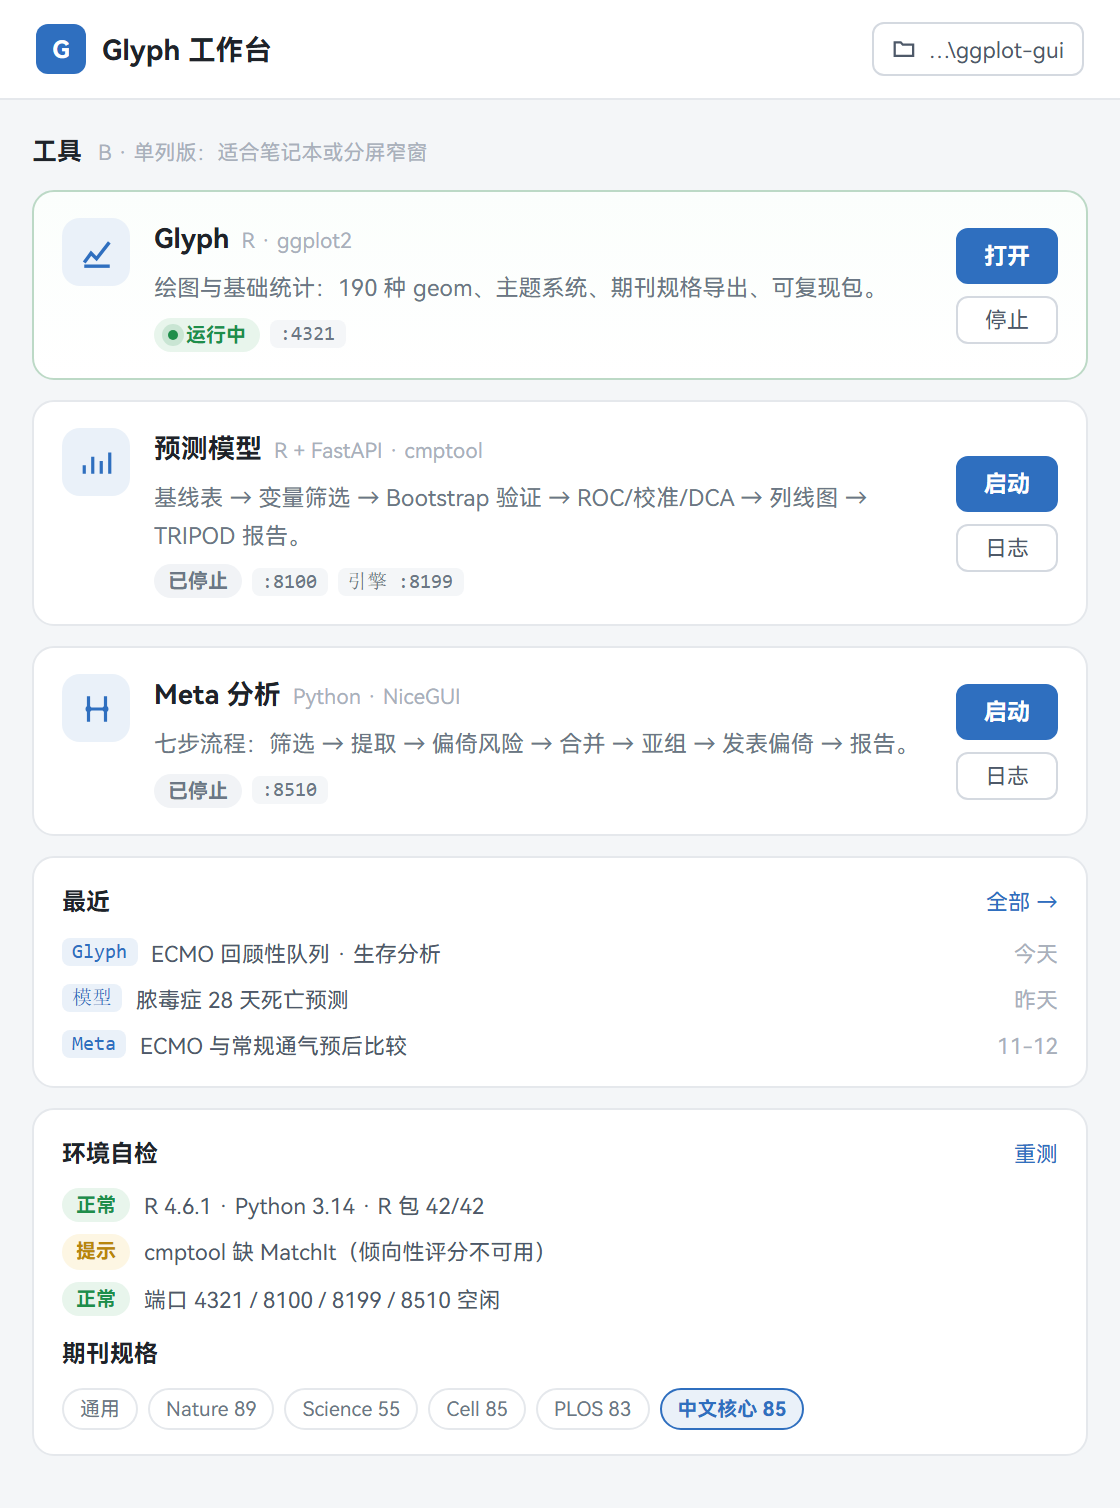 G Glyph 工作台
…\ggplot-gui
工具 B · 单列版：适合笔记本或分屏窄窗
Glyph R · ggplot2
绘图与基础统计：190 种 geom、主题系统、期刊规格导出、可复现包。
运行中 :4321
打开
停止
预测模型 R + FastAPI · cmptool
基线表 → 变量筛选 → Bootstrap 验证 → ROC/校准/DCA → 列线图 →
TRIPOD 报告。
已停止 :8100 引擎 :8199
启动
日志
Meta 分析 Python · NiceGUI
七步流程：筛选 → 提取 → 偏倚风险 → 合并 → 亚组 → 发表偏倚 → 报告。
已停止 :8510
启动
日志
最近 全部 →
Glyph ECMO 回顾性队列 · 生存分析 今天
模型 脓毒症 28 天死亡预测 昨天
Meta ECMO 与常规通气预后比较 11-12
环境自检 重测
正常 R 4.6.1 · Python 3.14 · R 包 42/42
提示 cmptool 缺 MatchIt（倾向性评分不可用）
正常 端口 4321 / 8100 / 8199 / 8510 空闲
期刊规格
通用 Nature 89 Science 55 Cell 85 PLOS 83 中文核心 85